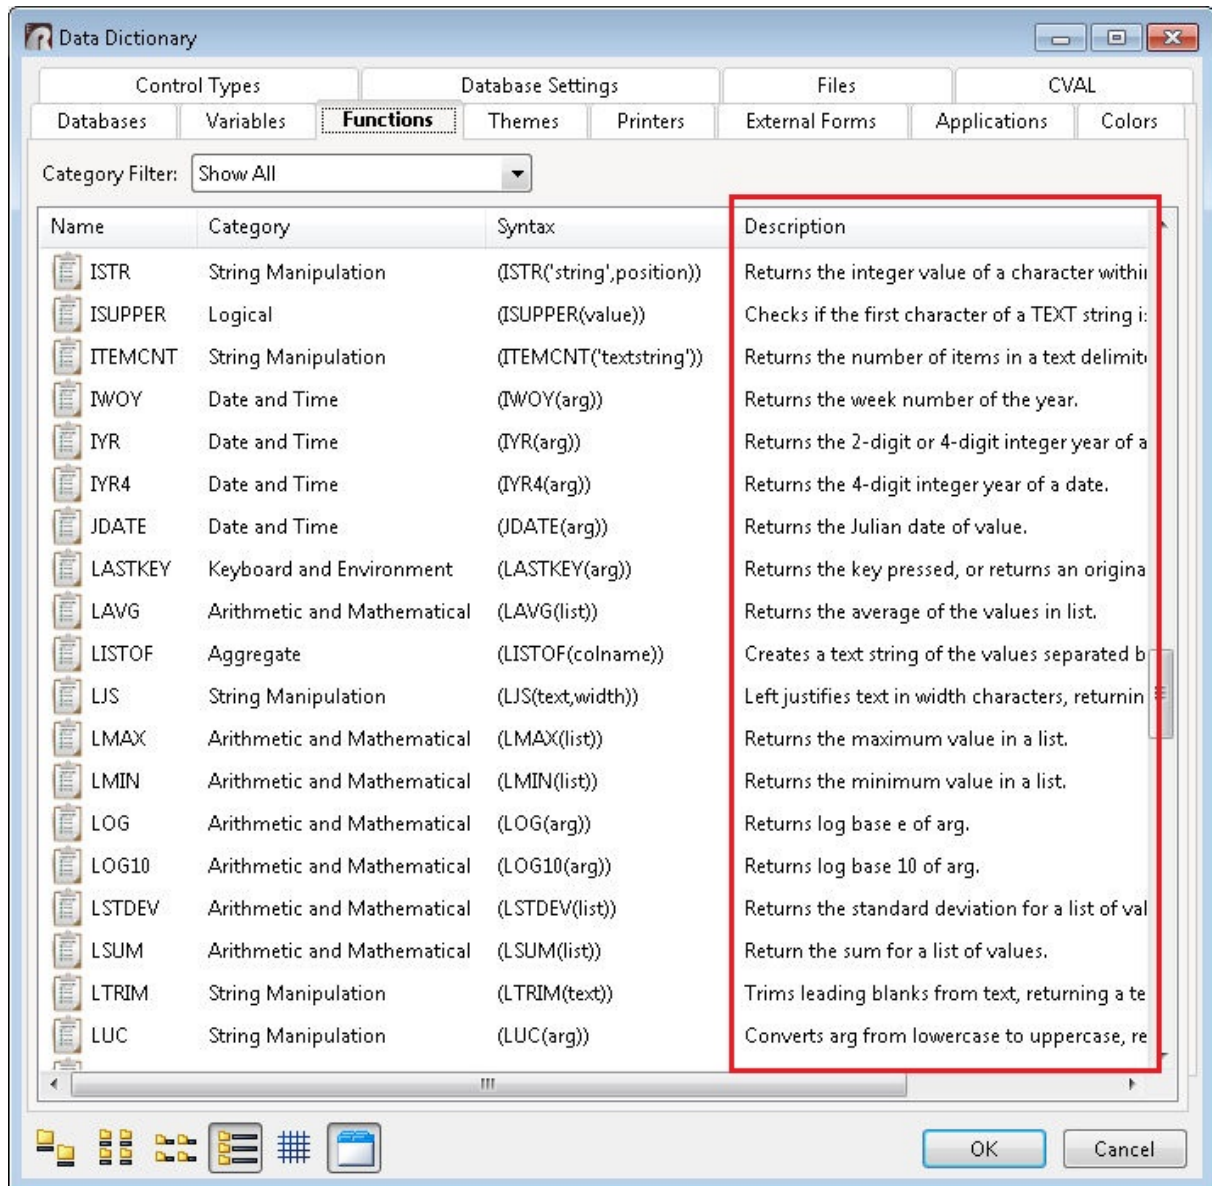 Data Dictionary
Control Types Database Settings Files CVAL
Databases Variables Functions Themes Printers External Forms Applications Colors
Category Filter: Show All
Name Category Syntax Description
ISTR String Manipulation (ISTR('string',position)) Returns the integer value of a character within
ISUPPER Logical (ISUPPER(value)) Checks if the first character of a TEXT string is
ITEMCNT String Manipulation (ITEMCNT('textstring')) Returns the number of items in a text delimite
IWOY Date and Time (IWOY(arg)) Returns the week number of the year.
IYR Date and Time (IYR(arg)) Returns the 2-digit or 4-digit integer year of a
IYR4 Date and Time (IYR4(arg)) Returns the 4-digit integer year of a date.
JDATE Date and Time (JDATE(arg)) Returns the Julian date of value.
LASTKEY Keyboard and Environment (LASTKEY(arg)) Returns the key pressed, or returns an origina
LAVG Arithmetic and Mathematical (LAVG(list)) Returns the average of the values in list.
LISTOF Aggregate (LISTOF(colname)) Creates a text string of the values separated b
LJS String Manipulation (LJS(text,width)) Left justifies text in width characters, returnin
LMAX Arithmetic and Mathematical (LMAX(list)) Returns the maximum value in a list.
LMIN Arithmetic and Mathematical (LMIN(list)) Returns the minimum value in a list.
LOG Arithmetic and Mathematical (LOG(arg)) Returns log base e of arg.
LOG10 Arithmetic and Mathematical (LOG10(arg)) Returns log base 10 of arg.
LSTDEV Arithmetic and Mathematical (LSTDEV(list)) Returns the standard deviation for a list of val
LSUM Arithmetic and Mathematical (LSUM(list)) Return the sum for a list of values.
LTRIM String Manipulation (LTRIM(text)) Trims leading blanks from text, returning a te
LUC String Manipulation (LUC(arg)) Converts arg from lowercase to uppercase, re
OK Cancel